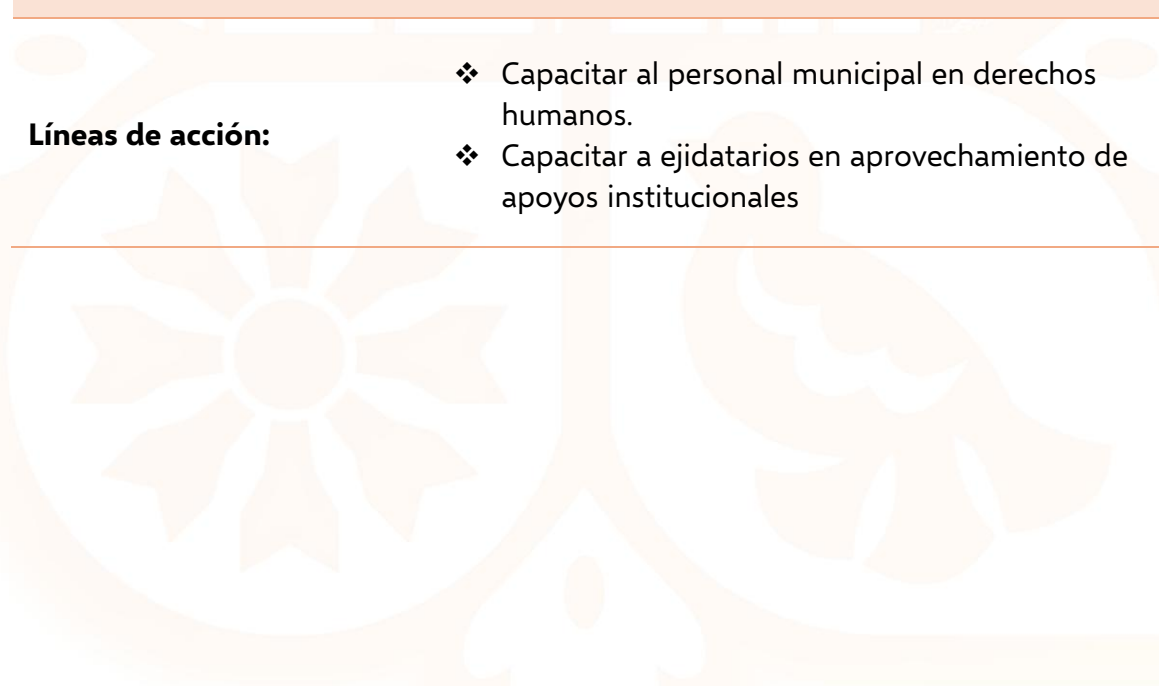 Líneas de acción:
❖ Capacitar al personal municipal en derechos
humanos.
❖ Capacitar a ejidatarios en aprovechamiento de
apoyos institucionales